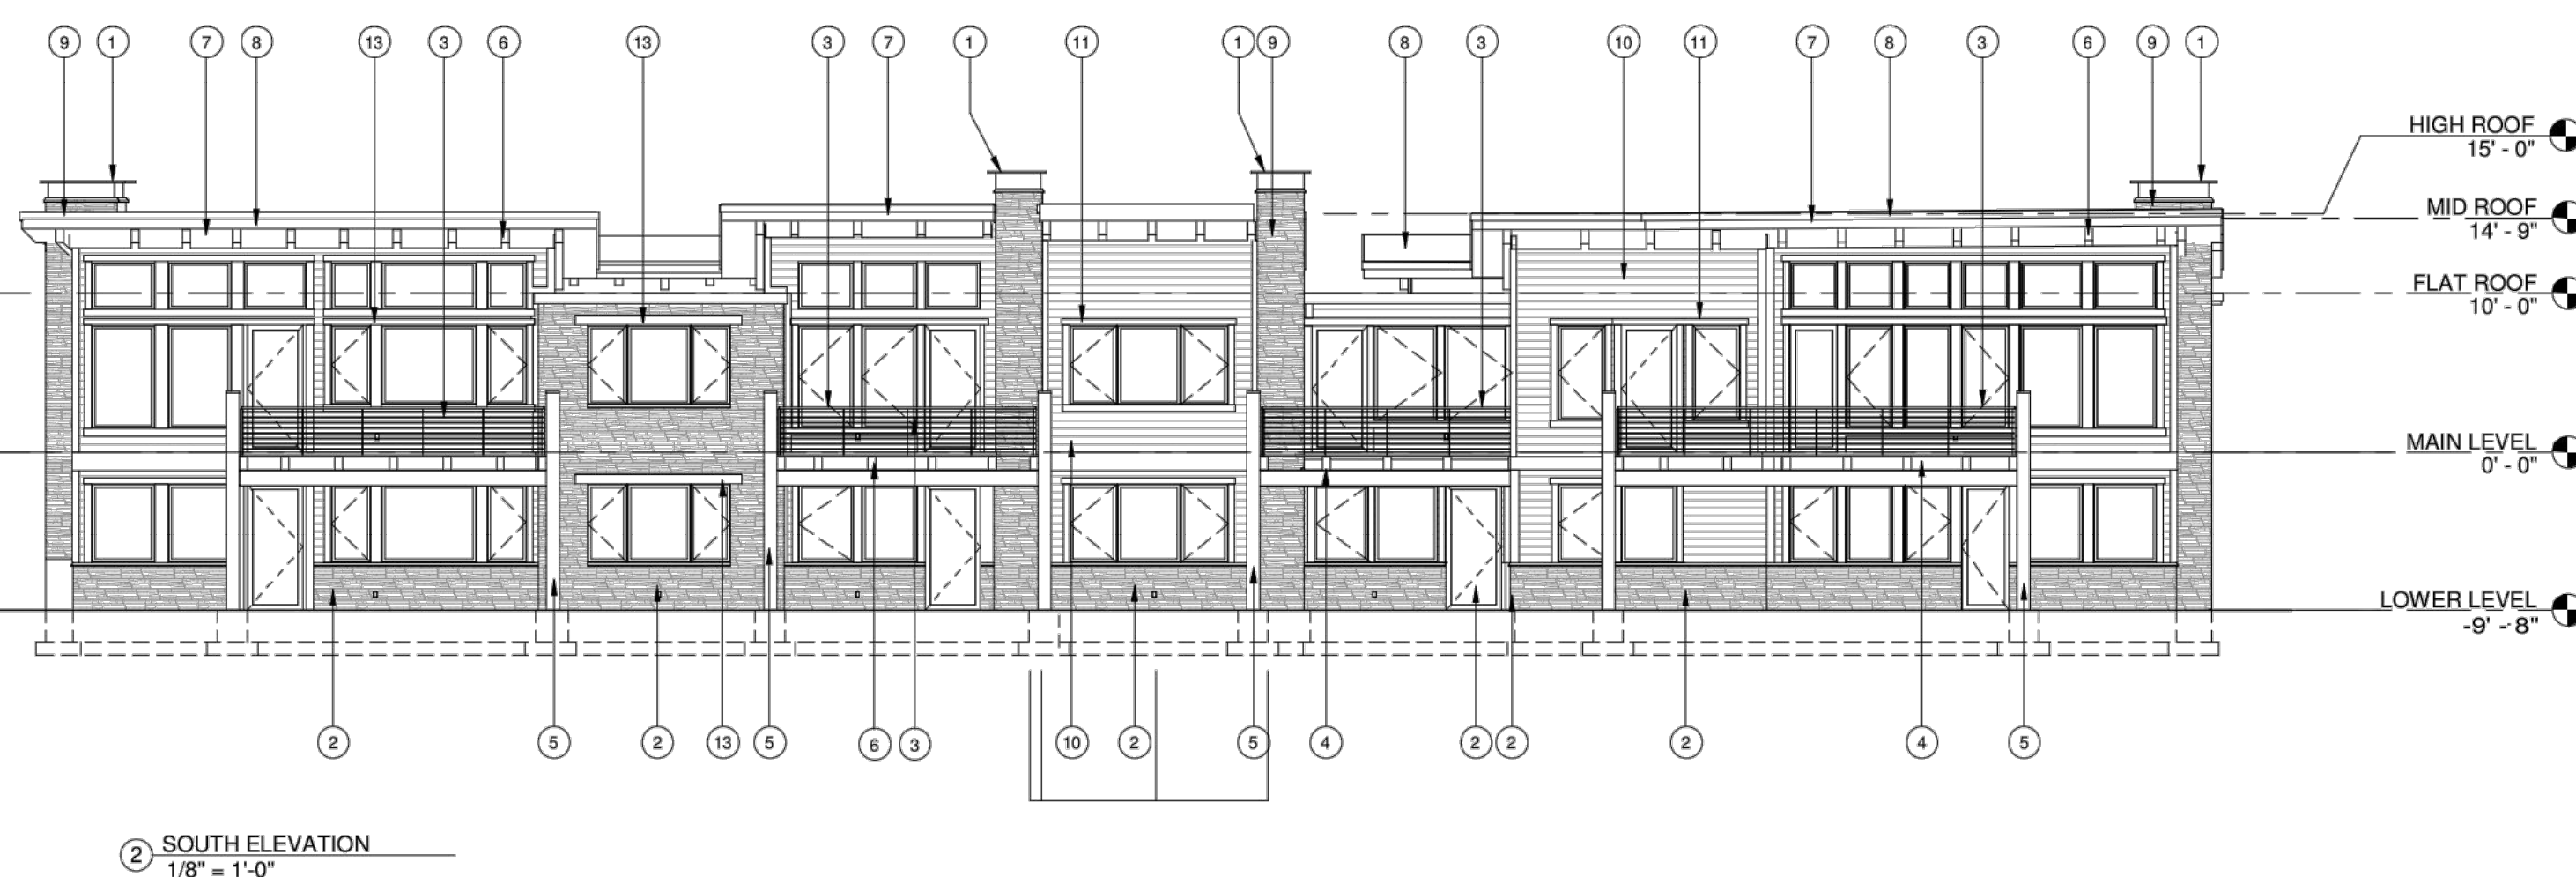 9 1 7 8 13 3 6 13 3 7 1 11 1 9 8 3 10 11 7 8 3 6 9 1
HIGH ROOF
15' - 0"
MID ROOF
14' - 9"
FLAT ROOF
10' - 0"
MAIN LEVEL
0' - 0"
LOWER LEVEL
-9' - 8"
2 5 2 13 5 6 3 10 2 5 4 2 2 2 4 5
2 SOUTH ELEVATION
1/8" = 1'-0"